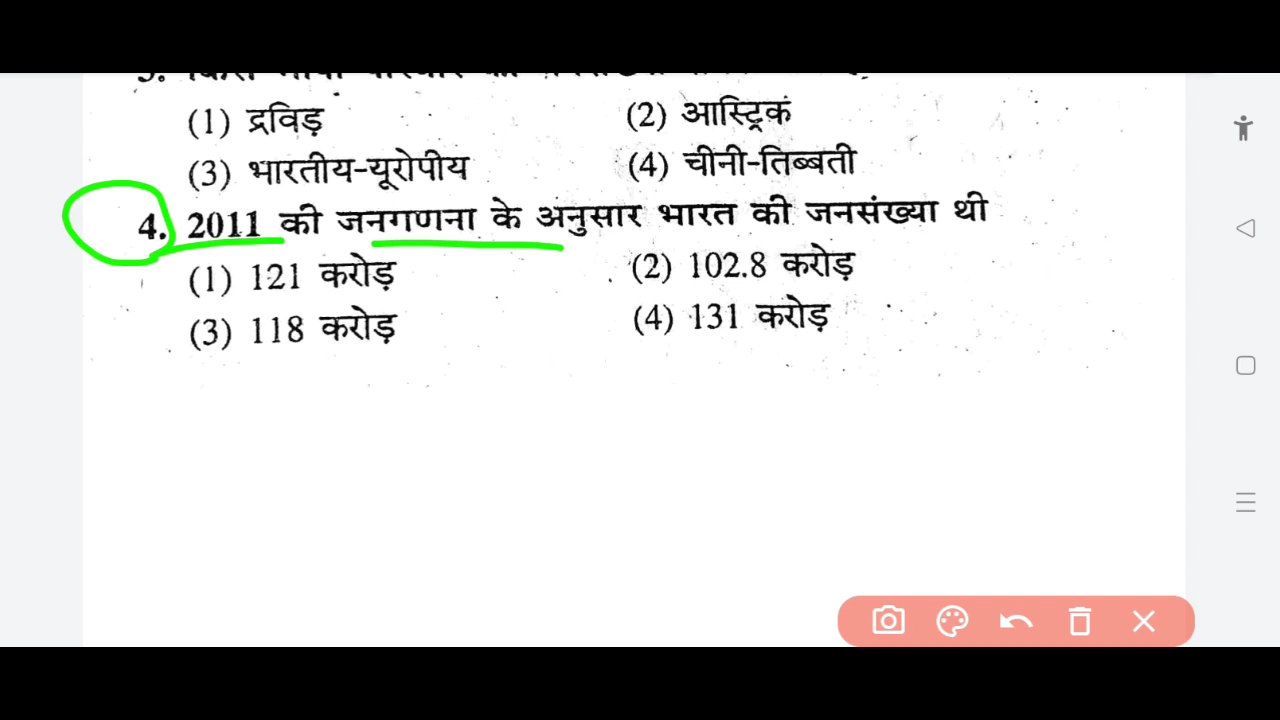 (1) द्रविड़ (2) आस्ट्रिकं
(3) भारतीय-यूरोपीय (4) चीनी-तिब्बती
4. 2011 की जनगणना के अनुसार भारत की जनसंख्या थी
(1) 121 करोड़ (2) 102.8 करोड़
(3) 118 करोड़ (4) 131 करोड़